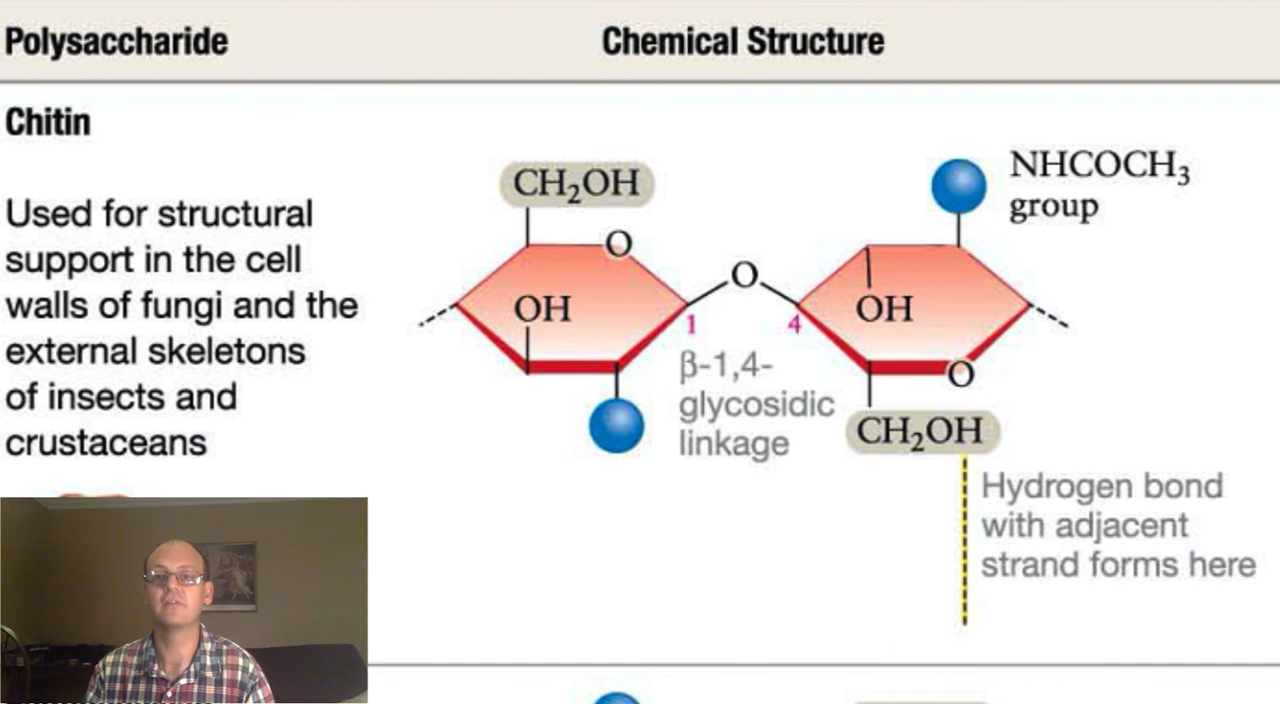 Polysaccharide
Chemical Structure
Chitin
Used for structural
support in the cell
walls of fungi and the
external skeletons
of insects and
crustaceans
CH₂OH
O
OH
O
1
4
β-1,4-
glycosidic
linkage
NHCOCH₃
group
OH
O
CH₂OH
Hydrogen bond
with adjacent
strand forms here